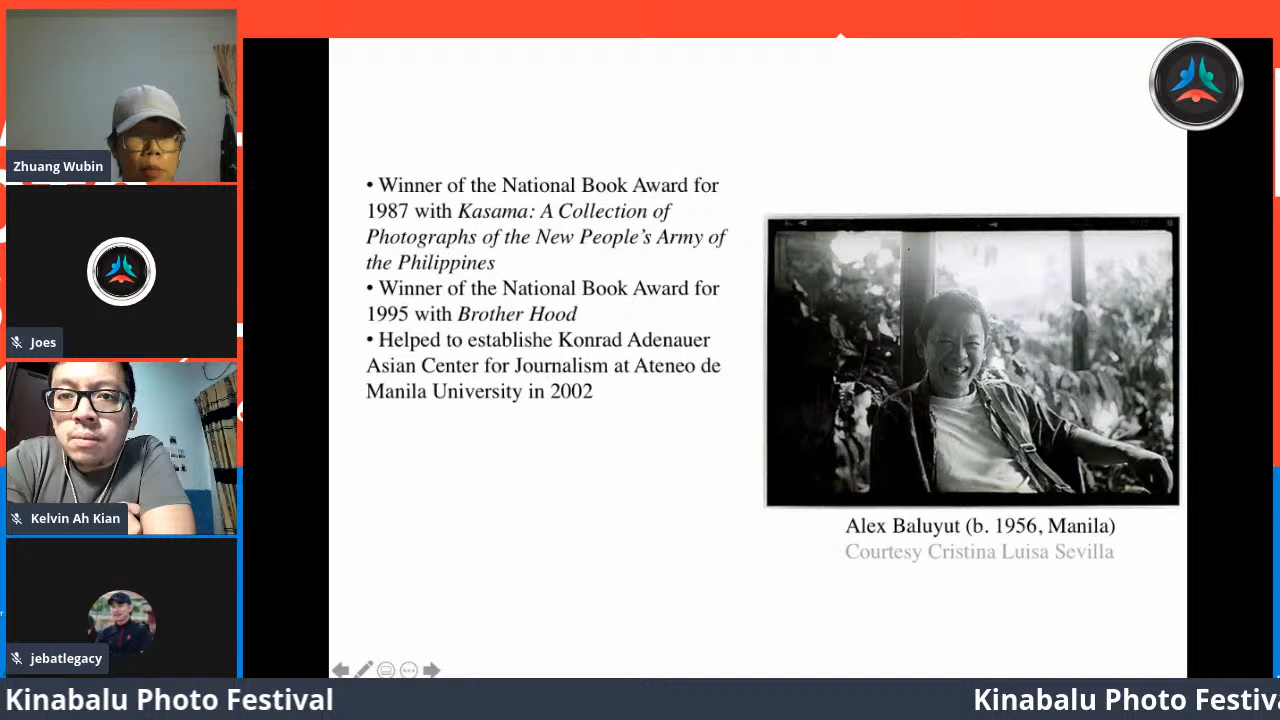 Zhuang Wubin
Joes
Kelvin Ah Kian
jebatlegacy
• Winner of the National Book Award for
1987 with Kasama: A Collection of
Photographs of the New People's Army of
the Philippines
• Winner of the National Book Award for
1995 with Brother Hood
• Helped to establishe Konrad Adenauer
Asian Center for Journalism at Ateneo de
Manila University in 2002
Alex Baluyut (b. 1956, Manila)
Courtesy Cristina Luisa Sevilla
Kinabalu Photo Festival
Kinabalu Photo Festiva